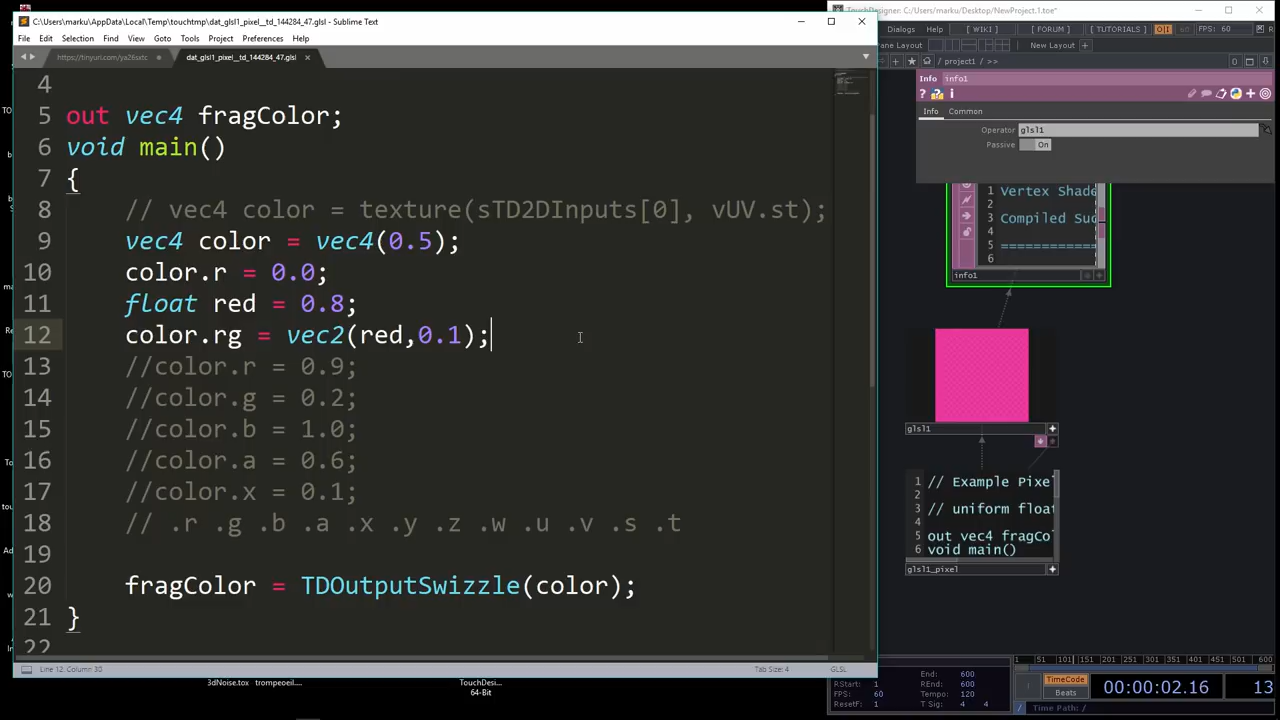 C:\Users\marku\AppData\Local\Temp\touchtmp\dat_glsl1_pixel__td_144284_47.glsl - Sublime Text
File Edit Selection Find View Goto Tools Project Preferences Help
https://tinyurl.com/ya26sxtc dat_glsl1_pixel__td_144284_47.glsl
4
5 out vec4 fragColor;
6 void main()
7 {
8 // vec4 color = texture(sTD2DInputs[0], vUV.st);
9 vec4 color = vec4(0.5);
10 color.r = 0.0;
11 float red = 0.8;
12 color.rg = vec2(red,0.1);
13 //color.r = 0.9;
14 //color.g = 0.2;
15 //color.b = 1.0;
16 //color.a = 0.6;
17 //color.x = 0.1;
18 // .r .g .b .a .x .y .z .w .u .v .s .t
19
20 fragColor = TDOutputSwizzle(color);
21 }
22
Line 12: Column 30
Tab Size: 4 GLSL
3dNoise.tox trompeoeil.
TouchDesi...
64-Bit
TouchDesigner: C:/Users/marku/Desktop/NewProject.1.toe*
Dialogs [ WIKI ] [ FORUM ] [ TUTORIALS ] O|I FPS: 60
ane Layout New Layout +
/ project1 / >> 0
Info info1
Info Common
Operator glsl1
Passive On
1 Vertex Shade
2
3 Compiled Suc
4
5 =============
6
info1
glsl1
1 // Example Pixe
2
3 // uniform float
4
5 out vec4 fragCo
6 void main()
glsl1_pixel
1 51 101 151 201 251 301 351 401 451 501 551 600
End: 600
RStart: 1 REnd: 600
FPS: 60 Tempo: 120
ResetF: 1 T Sig: 4 4
TimeCode
Beats
00:00:02.16 13
/ Time Path: /